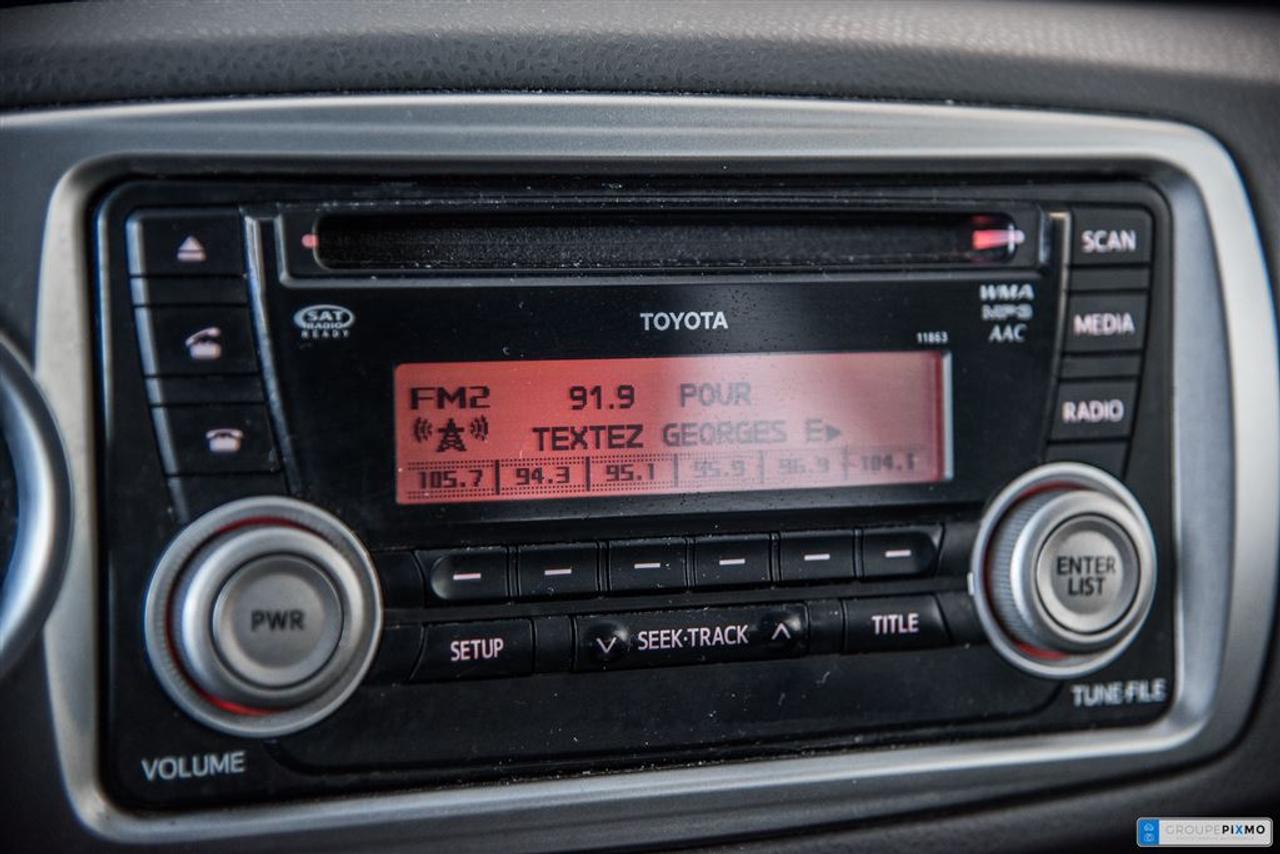 SCAN
SAT
RADIO
READY
TOYOTA
WMA
MP3
AAC
MEDIA
11863
FM2 91.9 POUR
TEXTEZ GEORGES E
105.7 94.3 95.1 95.9 96.9 104.1
RADIO
PWR
ENTER
LIST
SETUP
SEEK·TRACK
TITLE
VOLUME
TUNE·FILE
GROUPEPIXMO